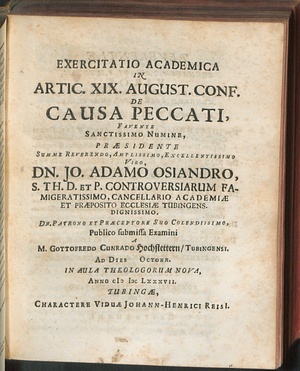 EXERCITATIO ACADEMICA
IN
ARTIC. XIX. AUGUST. CONF.
DE
CAUSA PECCATI,
FAVENTE
SANCTISSIMO NUMINE,
PRÆSIDENTE
SUMME REVERENDO, AMPLISSIMO, EXCELLENTISSIMO
VIRO,
DN. JO. ADAMO OSIANDRO,
S. TH. D. ET P. CONTROVERSIARUM FA-
MIGERATISSIMO, CANCELLARIO ACADEMIÆ
ET PRÆPOSITO ECCLESIÆ TUBINGENS.
DIGNISSIMO,
DN. PATRONO ET PRÆCEPTORE SUO COLENDISSIMO,
Publico submissa Examini
A
M. GOTTOFREDO CUNRADO Hochstettern / TUBINGENSI.
AD DIEM OCTOBR.
IN AULA THEOLOGORUM NOVA,
ANNO cIↃ IↃc LXXXVII.
TUBINGÆ,
CHARACTERE VIDUÆ JOHANN-HENRICI REISI.